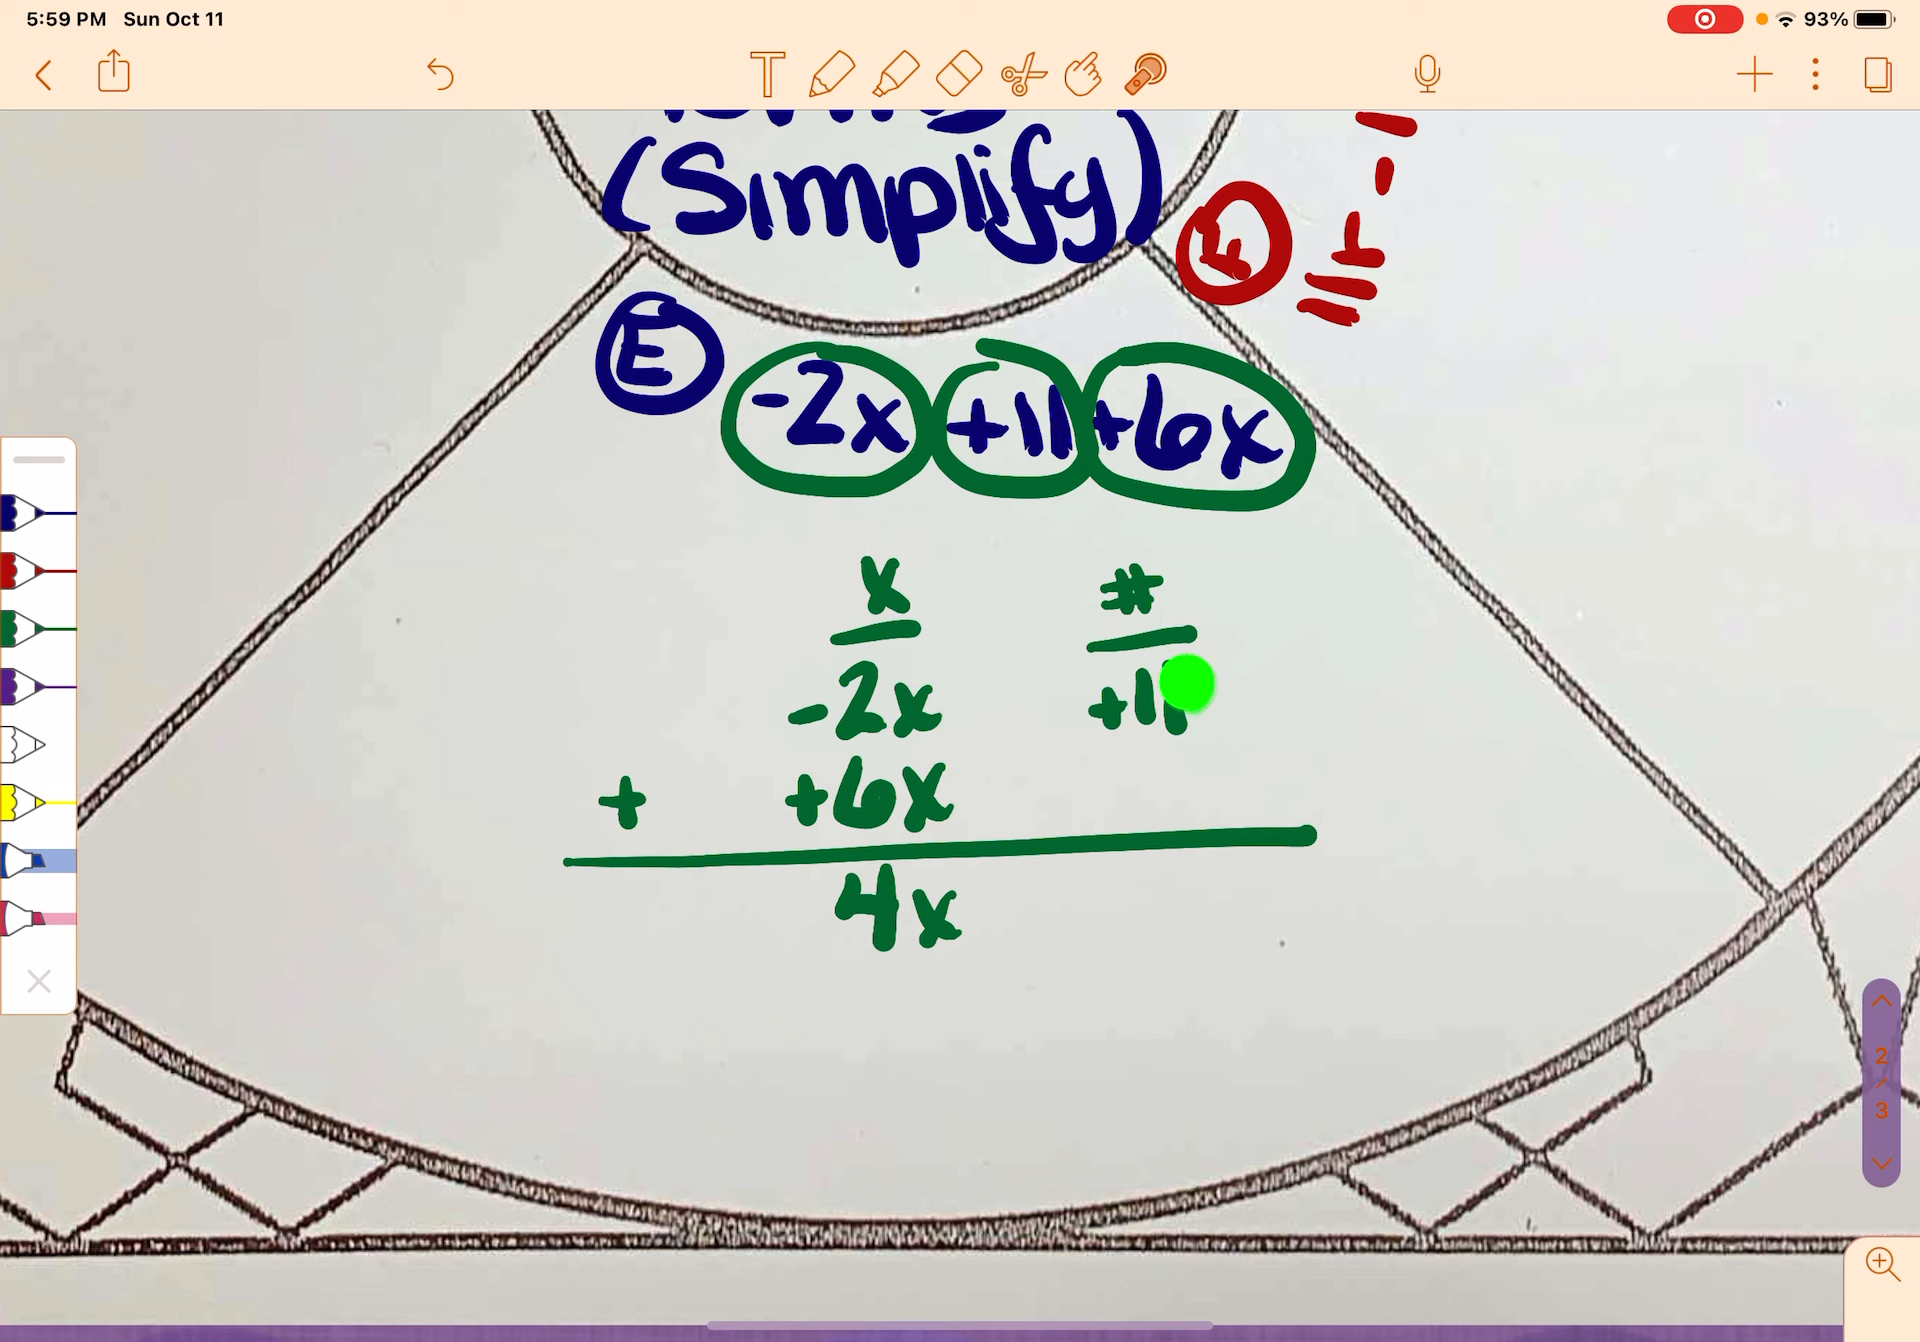 5:59 PM Sun Oct 11
93%
T
(Simplify)
E
-2x +11 +6x
x #
-2x +11
+ +6x
4x
2
/
3